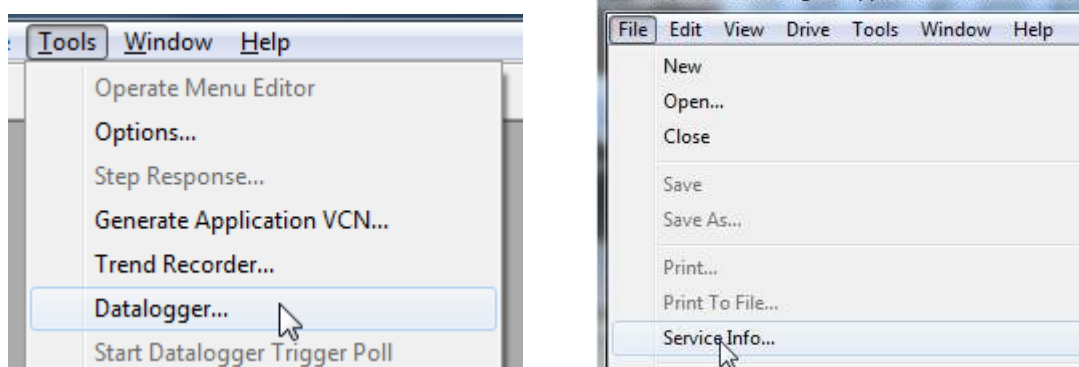 Tools Window Help
Operate Menu Editor
Options...
Step Response...
Generate Application VCN...
Trend Recorder...
Datalogger...
Start Datalogger Trigger Poll
File Edit View Drive Tools Window Help
New
Open...
Close
Save
Save As...
Print...
Print To File...
Service Info...